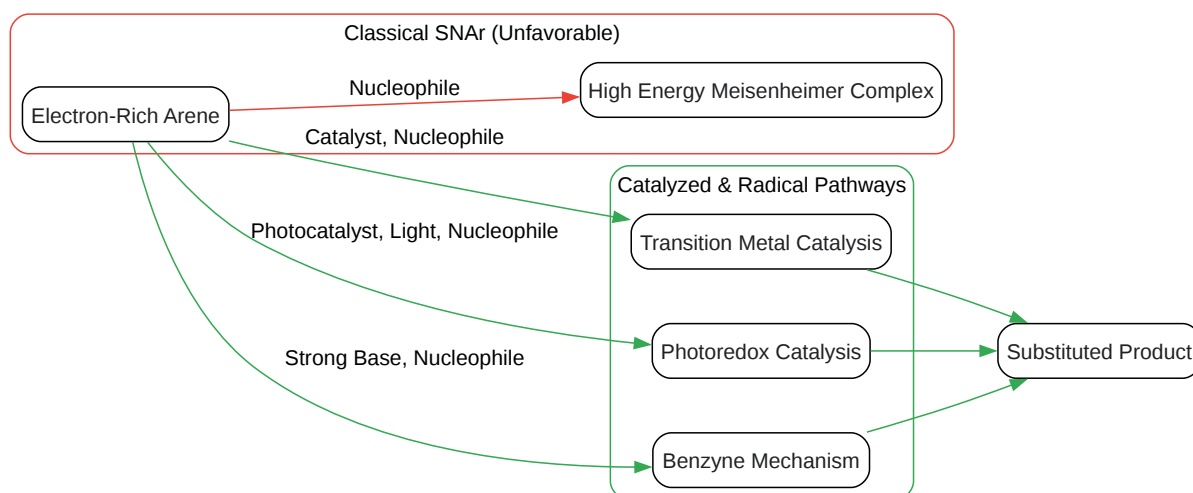 Classical SNAr (Unfavorable)
Nucleophile
High Energy Meisenheimer Complex
Electron-Rich Arene
Catalyst, Nucleophile
Catalyzed & Radical Pathways
Photocatalyst, Light, Nucleophile
Transition Metal Catalysis
Strong Base, Nucleophile
Photoredox Catalysis
Substituted Product
Benzyne Mechanism